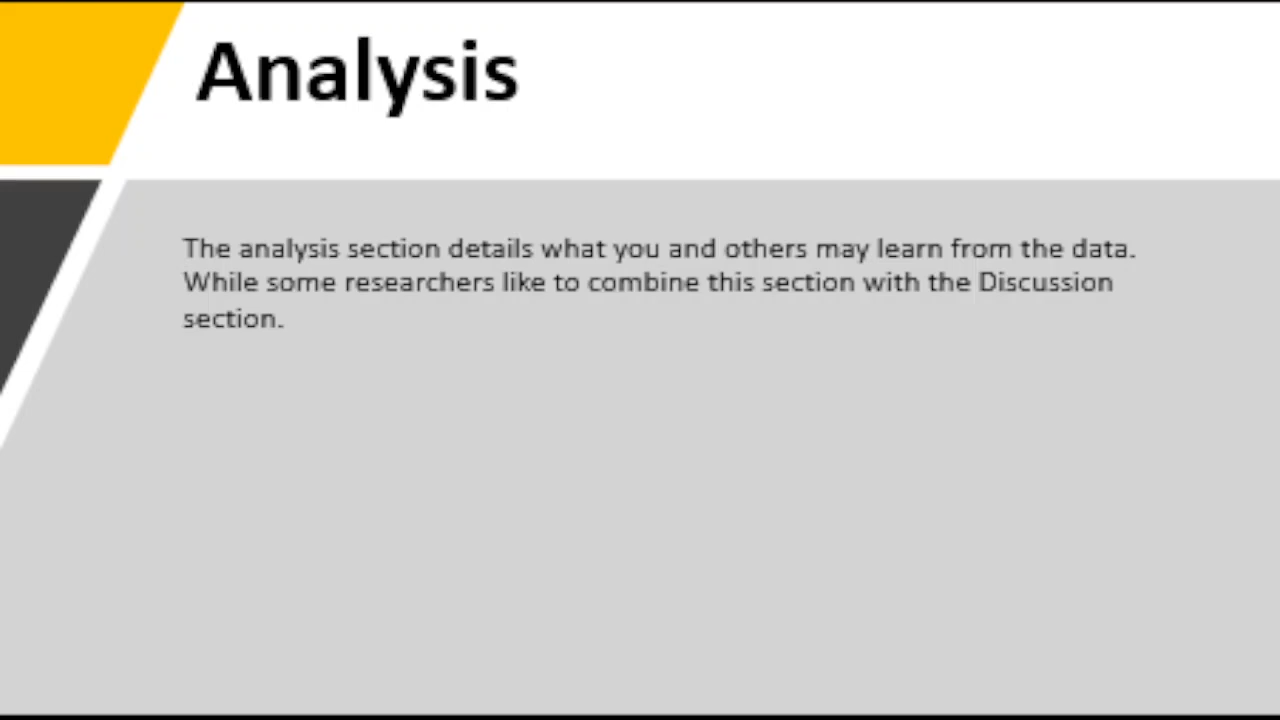 Analysis
The analysis section details what you and others may learn from the data.
While some researchers like to combine this section with the Discussion
section.